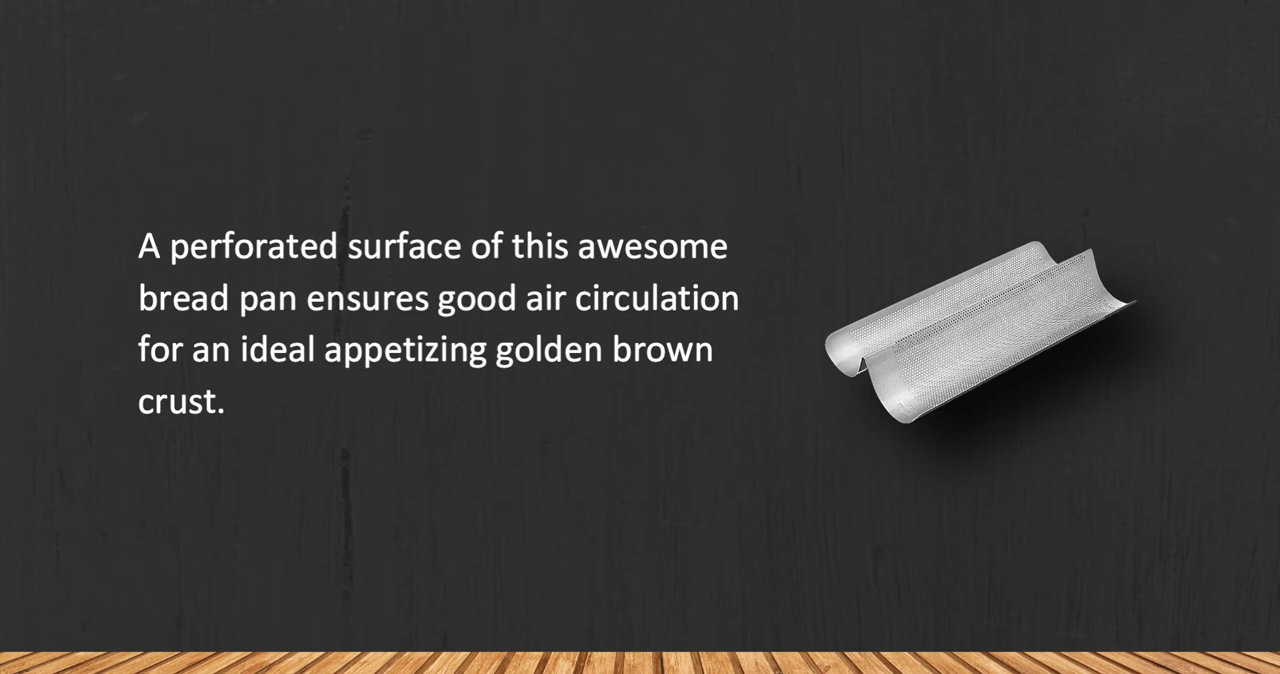 A perforated surface of this awesome
bread pan ensures good air circulation
for an ideal appetizing golden brown
crust.